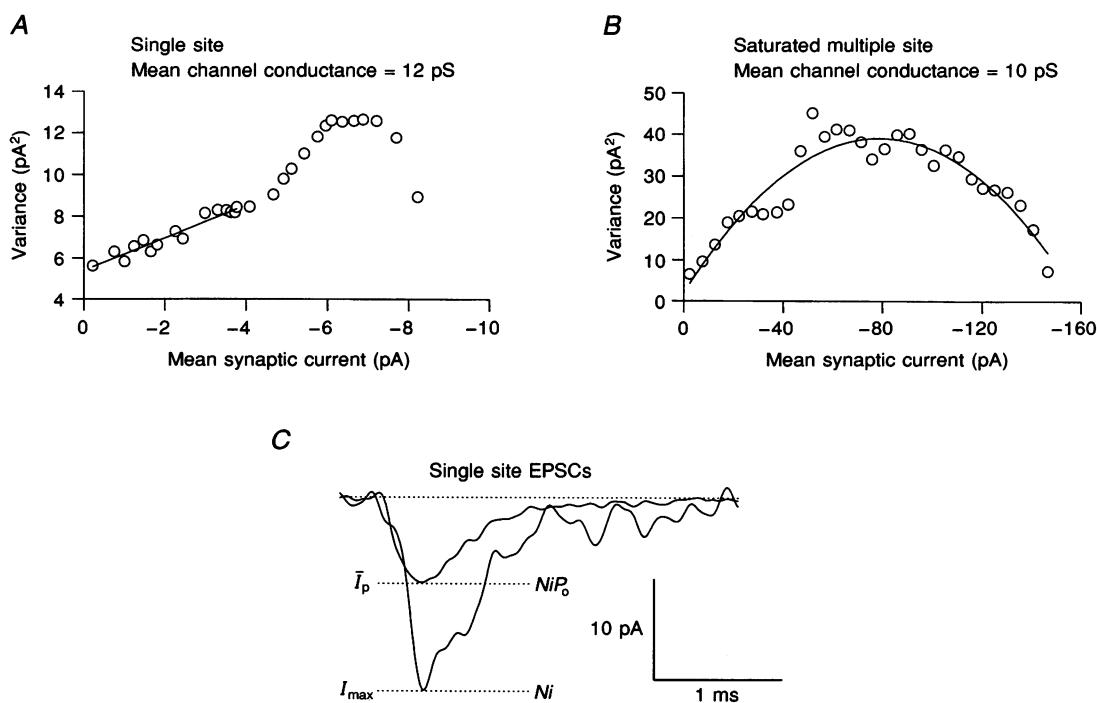 A
Single site
Mean channel conductance = 12 pS
14
12
10
8
6
4
Variance (pA²)
0
−2
−4
−6
−8
−10
Mean synaptic current (pA)
B
Saturated multiple site
Mean channel conductance = 10 pS
50
40
30
20
10
0
Variance (pA²)
0
−40
−80
−120
−160
Mean synaptic current (pA)
C
Single site EPSCs
Īp
NiPo
Imax
Ni
10 pA
1 ms